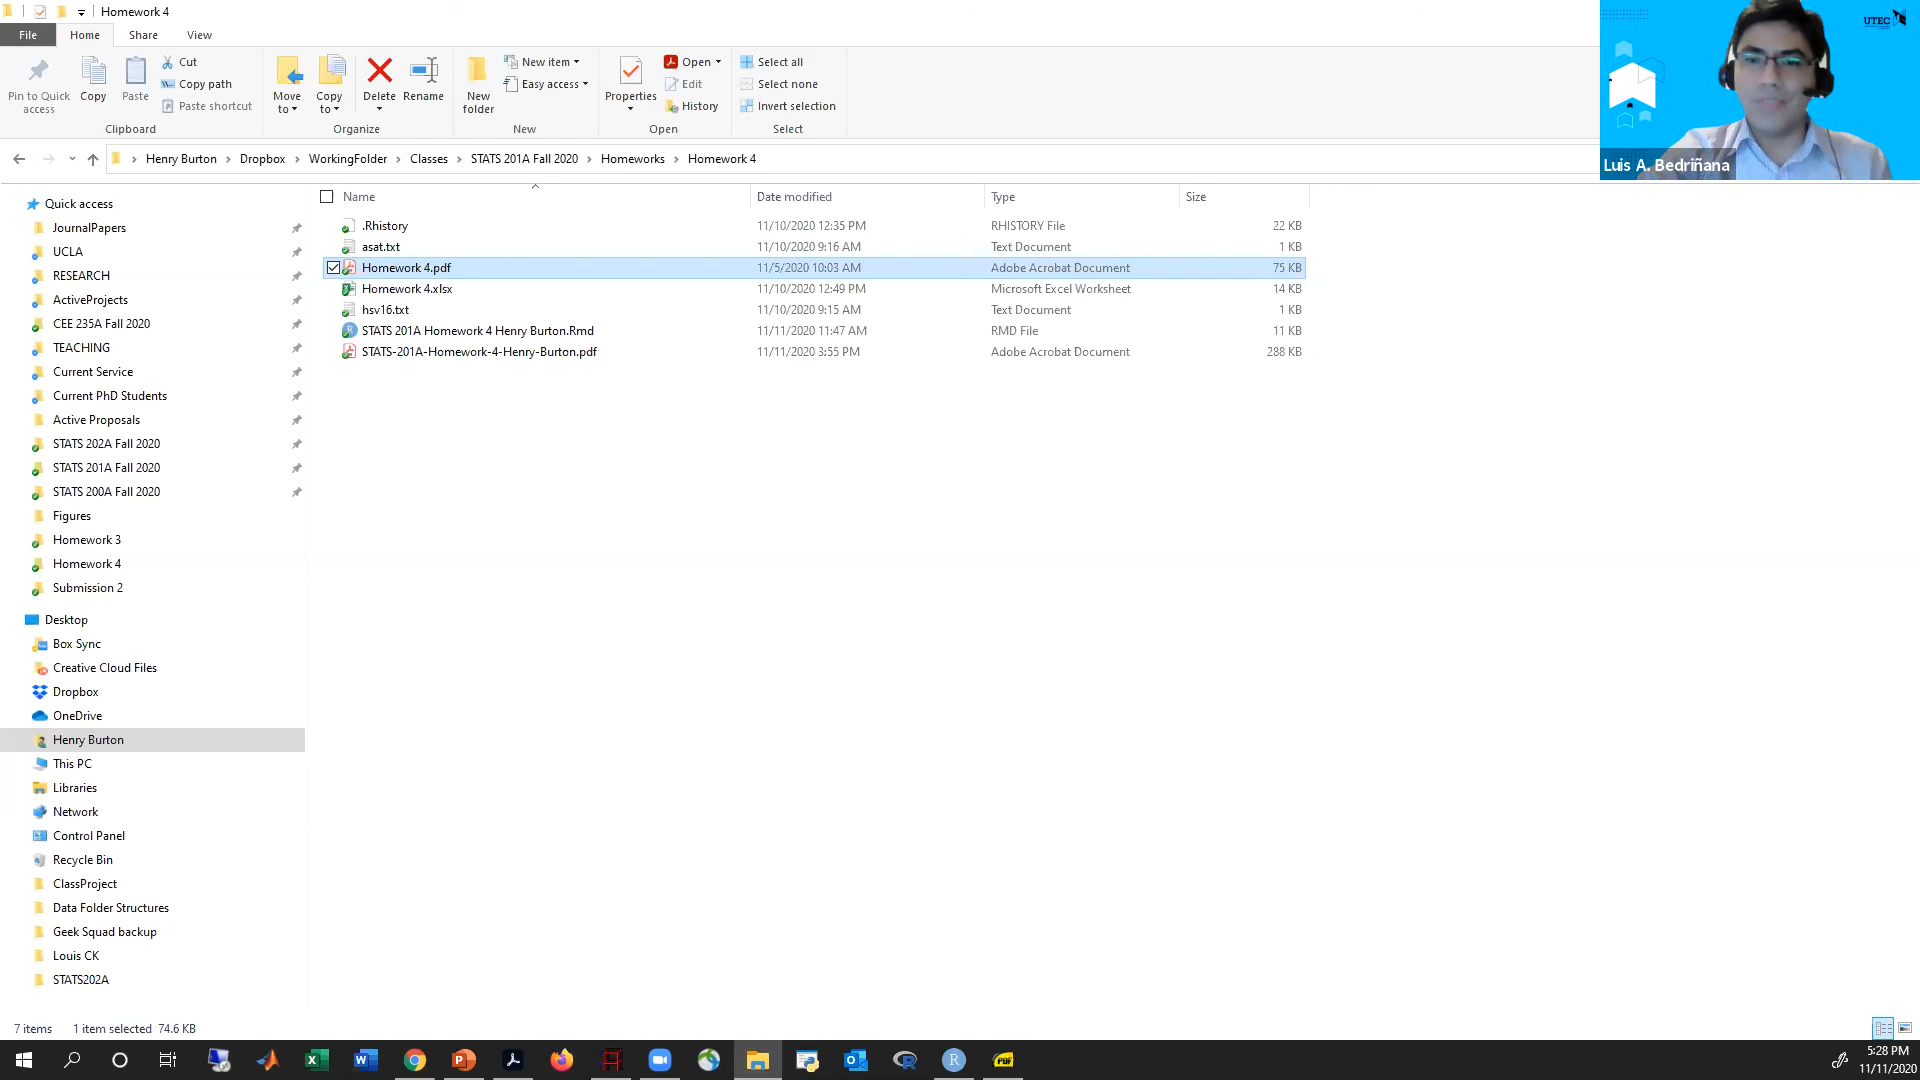 Homework 4
File Home Share View
Pin to Quick access
Copy
Paste
Cut
Copy path
Paste shortcut
Clipboard
Move to
Copy to
Delete
Rename
Organize
New folder
New item
Easy access
New
Properties
Open
Edit
History
Open
Select all
Select none
Invert selection
Select
UTEC
Luis A. Bedriñana
Henry Burton Dropbox WorkingFolder Classes STATS 201A Fall 2020 Homeworks Homework 4
Name Date modified Type Size
.Rhistory 11/10/2020 12:35 PM RHISTORY File 22 KB
asat.txt 11/10/2020 9:16 AM Text Document 1 KB
Homework 4.pdf 11/5/2020 10:03 AM Adobe Acrobat Document 75 KB
Homework 4.xlsx 11/10/2020 12:49 PM Microsoft Excel Worksheet 14 KB
hsv16.txt 11/10/2020 9:15 AM Text Document 1 KB
STATS 201A Homework 4 Henry Burton.Rmd 11/11/2020 11:47 AM RMD File 11 KB
STATS-201A-Homework-4-Henry-Burton.pdf 11/11/2020 3:55 PM Adobe Acrobat Document 288 KB
Quick access
JournalPapers
UCLA
RESEARCH
ActiveProjects
CEE 235A Fall 2020
TEACHING
Current Service
Current PhD Students
Active Proposals
STATS 202A Fall 2020
STATS 201A Fall 2020
STATS 200A Fall 2020
Figures
Homework 3
Homework 4
Submission 2
Desktop
Box Sync
Creative Cloud Files
Dropbox
OneDrive
Henry Burton
This PC
Libraries
Network
Control Panel
Recycle Bin
ClassProject
Data Folder Structures
Geek Squad backup
Louis CK
STATS202A
7 items 1 item selected 74.6 KB
5:28 PM
11/11/2020